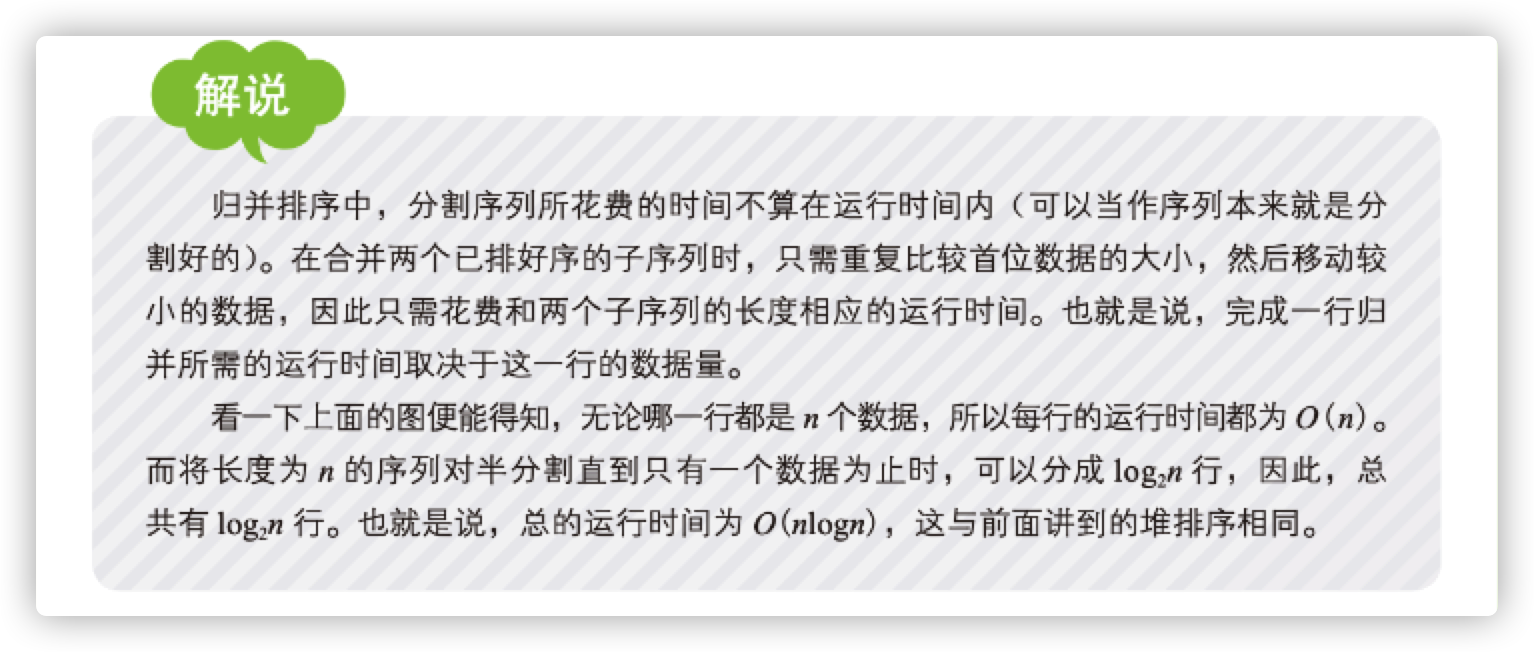 解说
归并排序中，分割序列所花费的时间不算在运行时间内（可以当作序列本来就是分
割好的）。在合并两个已排好序的子序列时，只需重复比较首位数据的大小，然后移动较
小的数据，因此只需花费和两个子序列的长度相应的运行时间。也就是说，完成一行归
并所需的运行时间取决于这一行的数据量。
看一下上面的图便能得知，无论哪一行都是 n 个数据，所以每行的运行时间都为 O(n)。
而将长度为 n 的序列对半分割直到只有一个数据为止时，可以分成 log₂n 行，因此，总
共有 log₂n 行。也就是说，总的运行时间为 O(nlogn)，这与前面讲到的堆排序相同。